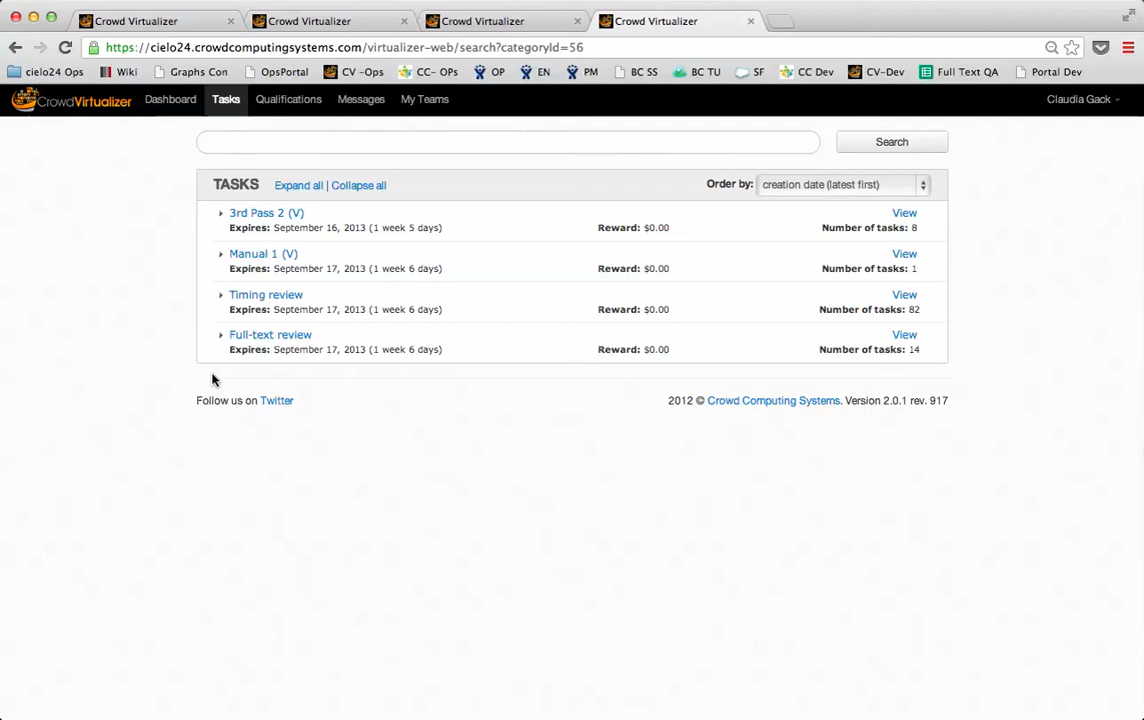 Crowd Virtualizer Crowd Virtualizer Crowd Virtualizer Crowd Virtualizer
https://cielo24.crowdcomputingsystems.com/virtualizer-web/search?categoryId=56
cielo24 Ops Wiki Graphs Con OpsPortal CV -Ops CC- OPs OP EN PM BC SS BC TU SF CC Dev CV-Dev Full Text QA Portal Dev
CrowdVirtualizer Dashboard Tasks Qualifications Messages My Teams Claudia Gack
Search
TASKS Expand all | Collapse all Order by: creation date (latest first)
3rd Pass 2 (V) View
Expires: September 16, 2013 (1 week 5 days) Reward: $0.00 Number of tasks: 8
Manual 1 (V) View
Expires: September 17, 2013 (1 week 6 days) Reward: $0.00 Number of tasks: 1
Timing review View
Expires: September 17, 2013 (1 week 6 days) Reward: $0.00 Number of tasks: 82
Full-text review View
Expires: September 17, 2013 (1 week 6 days) Reward: $0.00 Number of tasks: 14
Follow us on Twitter 2012 © Crowd Computing Systems. Version 2.0.1 rev. 917